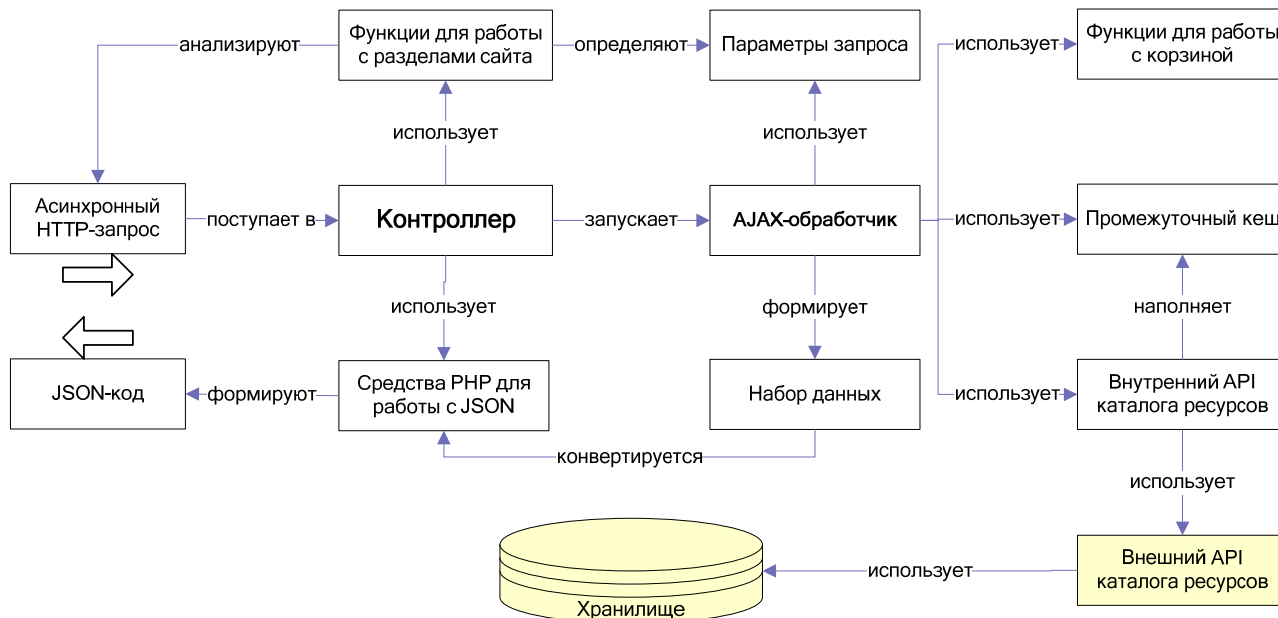 анализируют
Функции для работы
с разделами сайта
определяют
Параметры запроса
использует
Функции для работы
с корзиной
использует
использует
Асинхронный
HTTP-запрос
поступает в
Контроллер
запускает
AJAX-обработчик
использует
Промежуточный кеш
использует
формирует
наполняет
JSON-код
формируют
Средства PHP для
работы с JSON
Набор данных
использует
Внутренний API
каталога ресурсов
конвертируется
использует
Внешний API
каталога ресурсов
использует
Хранилище